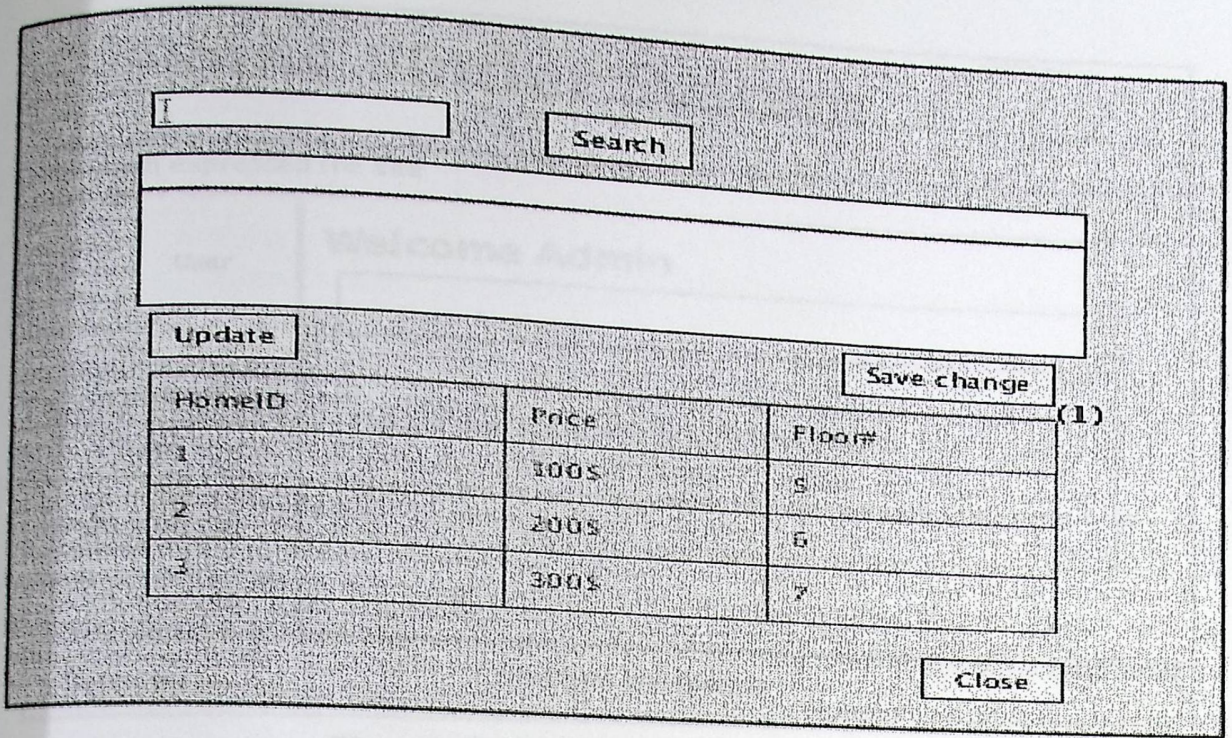 Search
Update
Save change
(1)
HomeID Price Floor#
1 100$ 5
2 200$ 6
3 300$ 7
Close
Welcome Admin